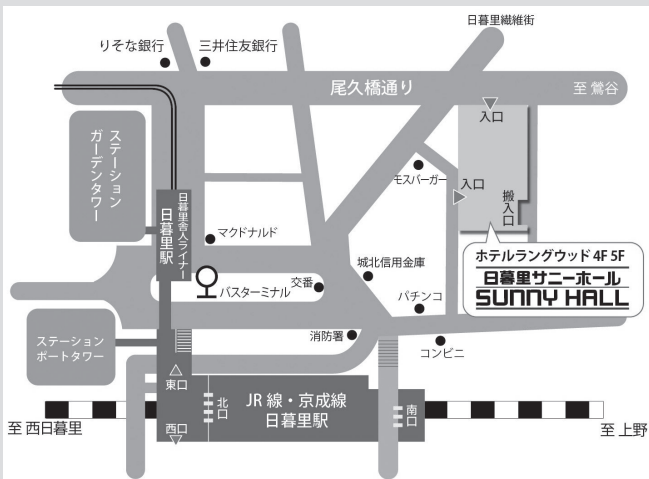 日暮里繊維街
りそな銀行
三井住友銀行
尾久橋通り
至 鶯谷
入口
ステーション
ガーデンタワー
モスバーガー
入口
搬入口
日暮里舎人ライナー
日暮里駅
マクドナルド
ホテルラングウッド 4F 5F
日暮里サニーホール
SUNNY HALL
城北信用金庫
バスターミナル
交番
パチンコ
ステーション
ポートタワー
消防署
コンビニ
東口
北口
JR 線・京成線
日暮里駅
南口
西口
至 西日暮里
至 上野